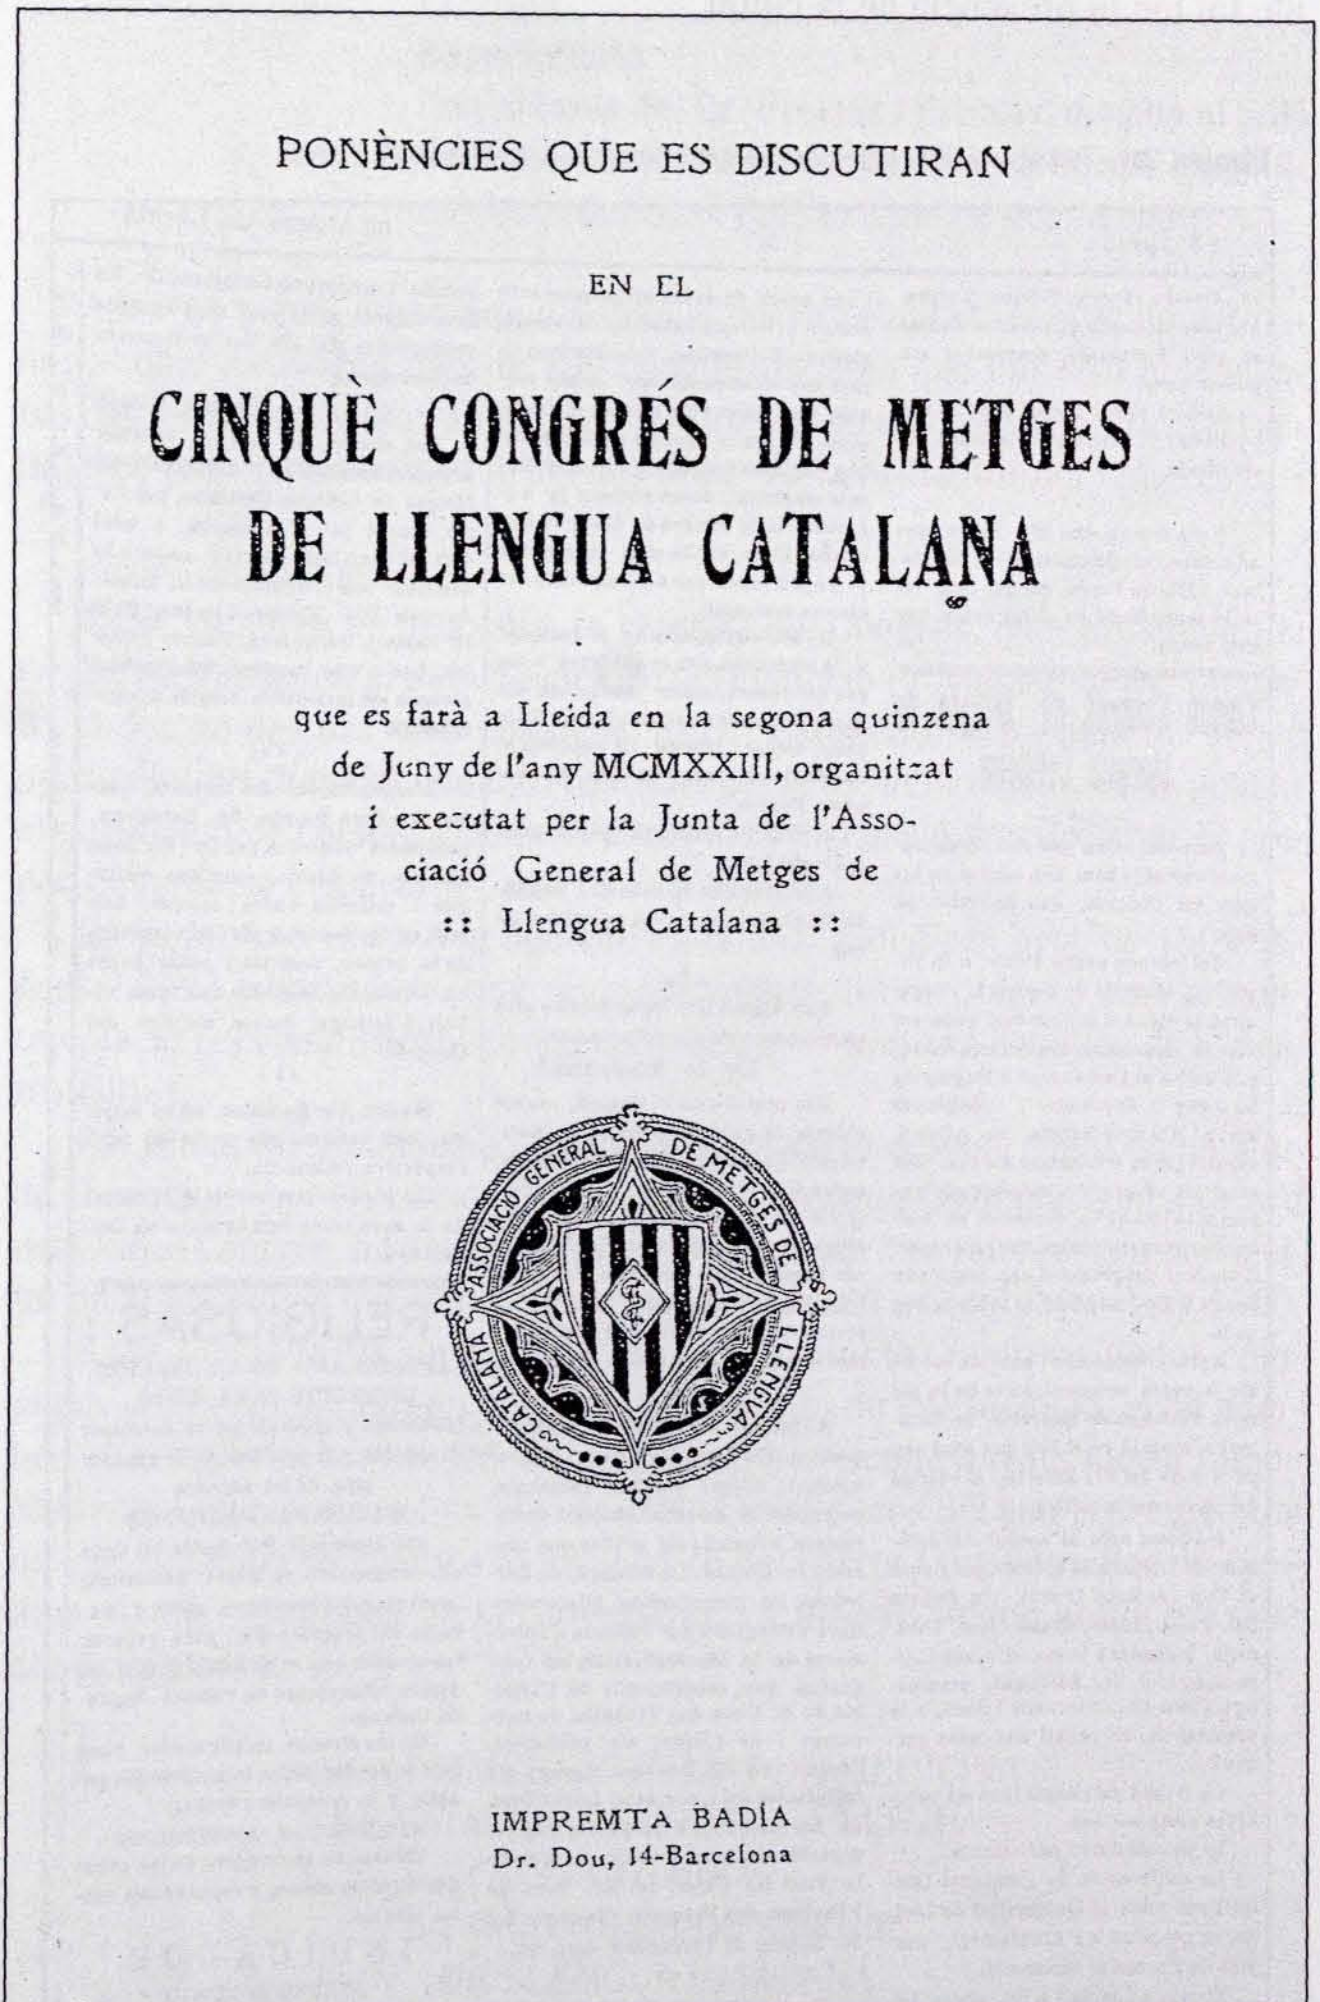 PONÈNCIES QUE ES DISCUTIRAN
EN EL
CINQUÈ CONGRÉS DE METGES
DE LLENGUA CATALANA
que es farà a Lleida en la segona quinzena
de Juny de l'any MCMXXIII, organitzat
i executat per la Junta de l'Asso-
ciació General de Metges de
:: Llengua Catalana ::
ASSOCIACIÓ GENERAL DE METGES DE LLENGVA CATALANA
IMPREMTA BADÍA
Dr. Dou, 14-Barcelona